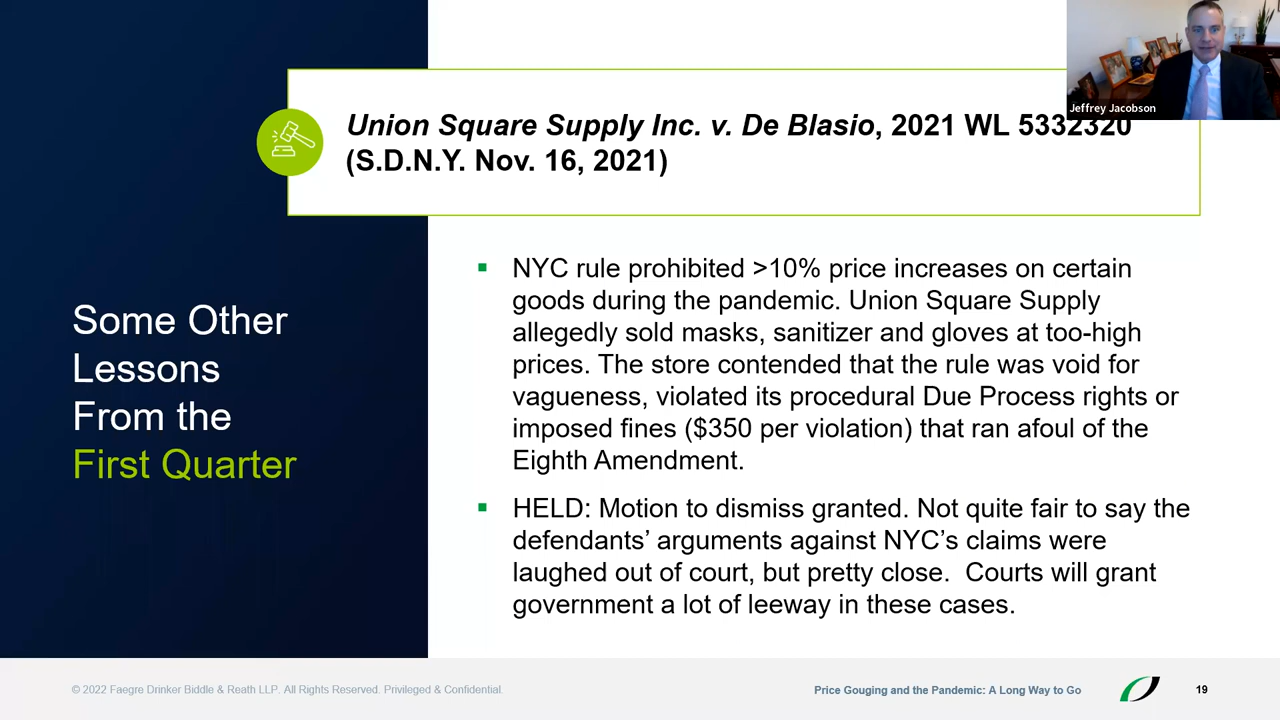 Jeffrey Jacobson
Union Square Supply Inc. v. De Blasio, 2021 WL 5332320
(S.D.N.Y. Nov. 16, 2021)
Some Other
Lessons
From the
First Quarter
▪ NYC rule prohibited >10% price increases on certain
goods during the pandemic. Union Square Supply
allegedly sold masks, sanitizer and gloves at too-high
prices. The store contended that the rule was void for
vagueness, violated its procedural Due Process rights or
imposed fines ($350 per violation) that ran afoul of the
Eighth Amendment.
▪ HELD: Motion to dismiss granted. Not quite fair to say the
defendants’ arguments against NYC’s claims were
laughed out of court, but pretty close.  Courts will grant
government a lot of leeway in these cases.
© 2022 Faegre Drinker Biddle & Reath LLP. All Rights Reserved. Privileged & Confidential.
Price Gouging and the Pandemic: A Long Way to Go
19